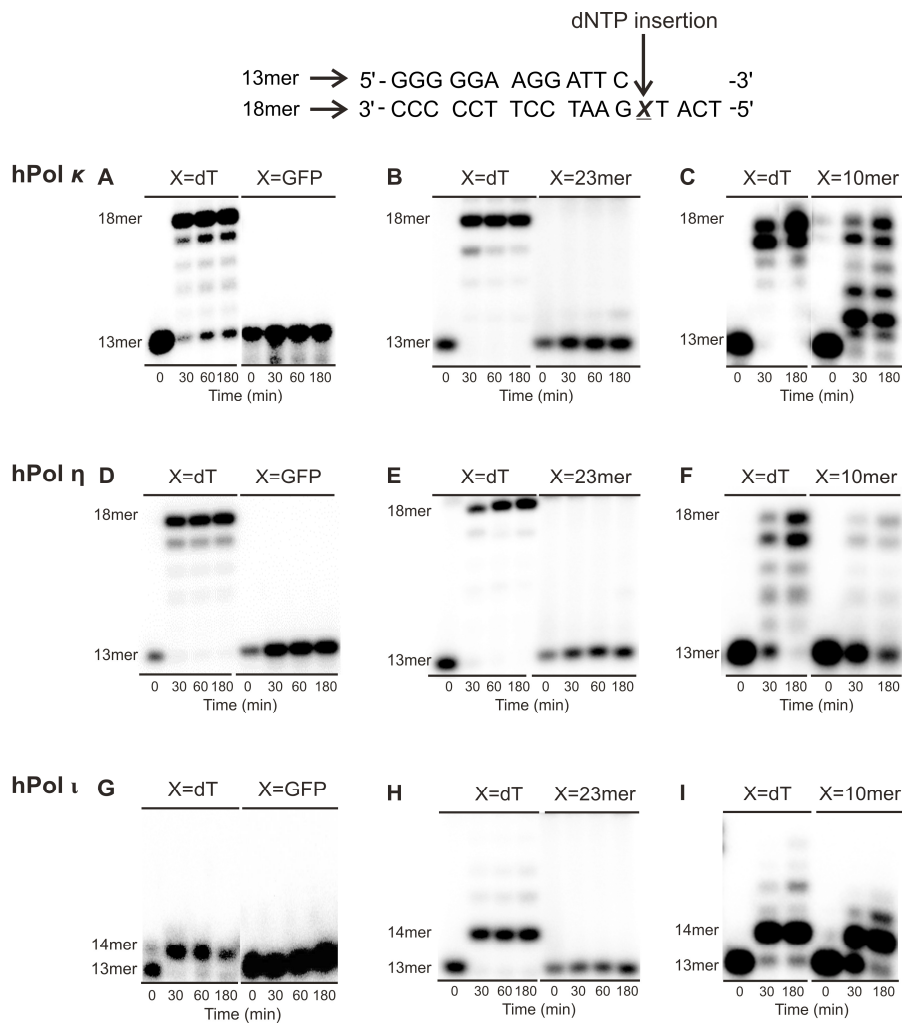 dNTP insertion
13mer 5'- GGG GGA AGG ATT C -3'
18mer 3'- CCC CCT TCC TAA G X T ACT -5'
hPol κ A X=dT X=GFP B X=dT X=23mer C X=dT X=10mer
18mer 18mer 18mer
13mer 13mer 13mer
0 30 60 180 0 30 60 180 0 30 60 180 0 30 60 180 0 30 180 0 30 180
Time (min) Time (min) Time (min)
hPol η D X=dT X=GFP E X=dT X=23mer F X=dT X=10mer
18mer 18mer 18mer
13mer 13mer 13mer
0 30 60 180 0 30 60 180 0 30 60 180 0 30 60 180 0 30 180 0 30 180
Time (min) Time (min) Time (min)
hPol ι G X=dT X=GFP H X=dT X=23mer I X=dT X=10mer
14mer 14mer 14mer
13mer 13mer 13mer
0 30 60 180 0 30 60 180 0 30 60 180 0 30 60 180 0 30 180 0 30 180
Time (min) Time (min) Time (min)